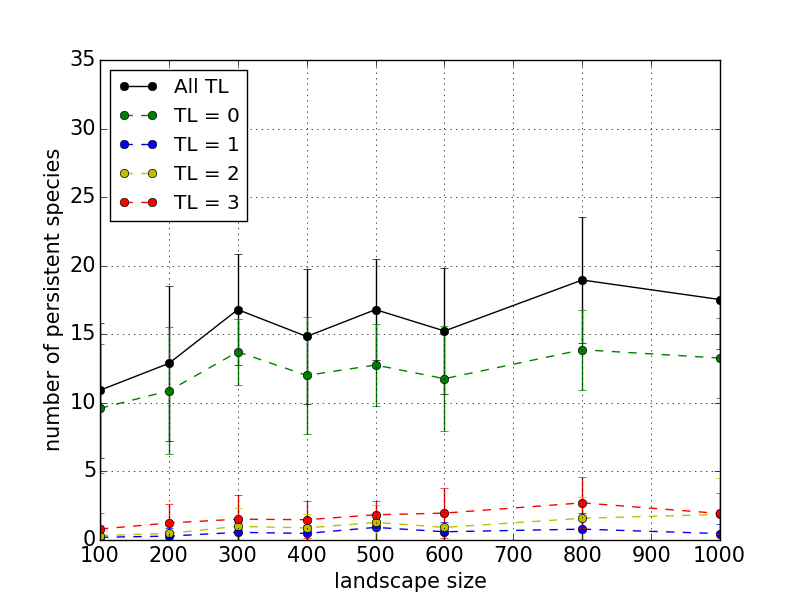 35
30
25
20
15
10
5
0
number of persistent species
All TL
TL = 0
TL = 1
TL = 2
TL = 3
100 200 300 400 500 600 700 800 900 1000
landscape size